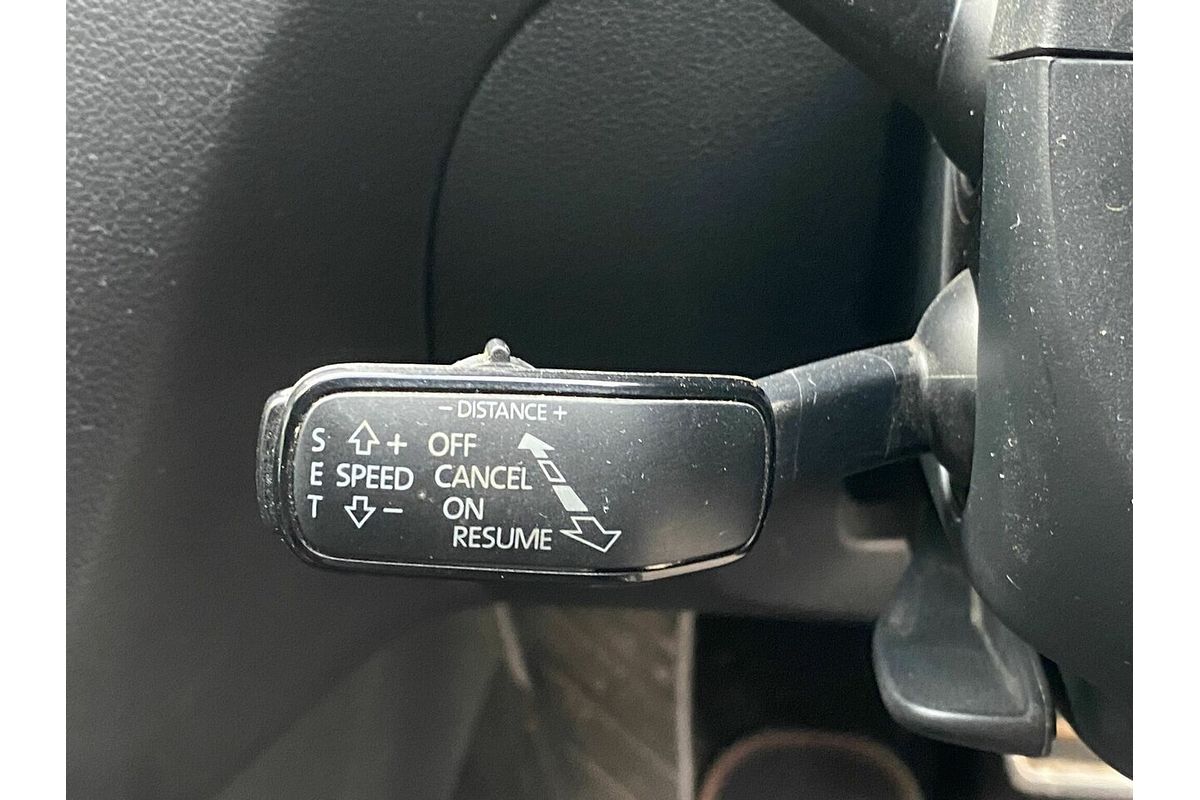 - DISTANCE +
S + OFF
E SPEED CANCEL
T - ON
RESUME